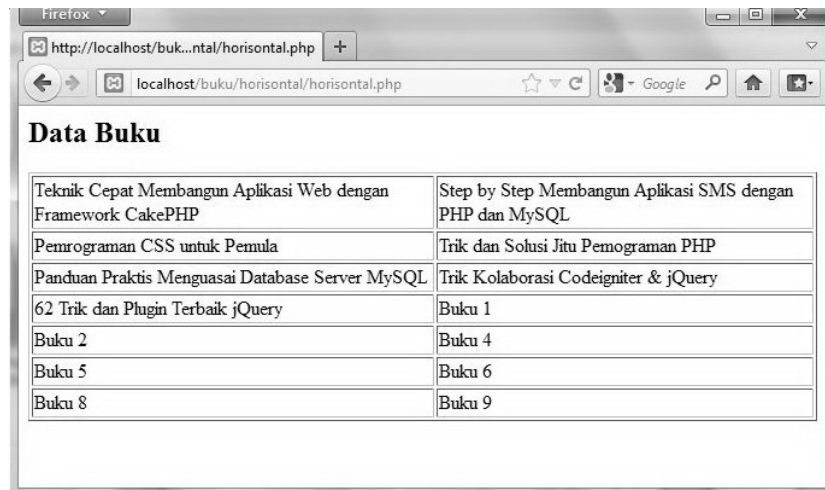 Firefox
http://localhost/buk...ntal/horisontal.php +
localhost/buku/horisontal/horisontal.php
Google
Data Buku
Teknik Cepat Membangun Aplikasi Web dengan
Framework CakePHP
Step by Step Membangun Aplikasi SMS dengan
PHP dan MySQL
Pemrograman CSS untuk Pemula
Trik dan Solusi Jitu Pemograman PHP
Panduan Praktis Menguasai Database Server MySQL
Trik Kolaborasi Codeigniter & jQuery
62 Trik dan Plugin Terbaik jQuery
Buku 1
Buku 2
Buku 4
Buku 5
Buku 6
Buku 8
Buku 9